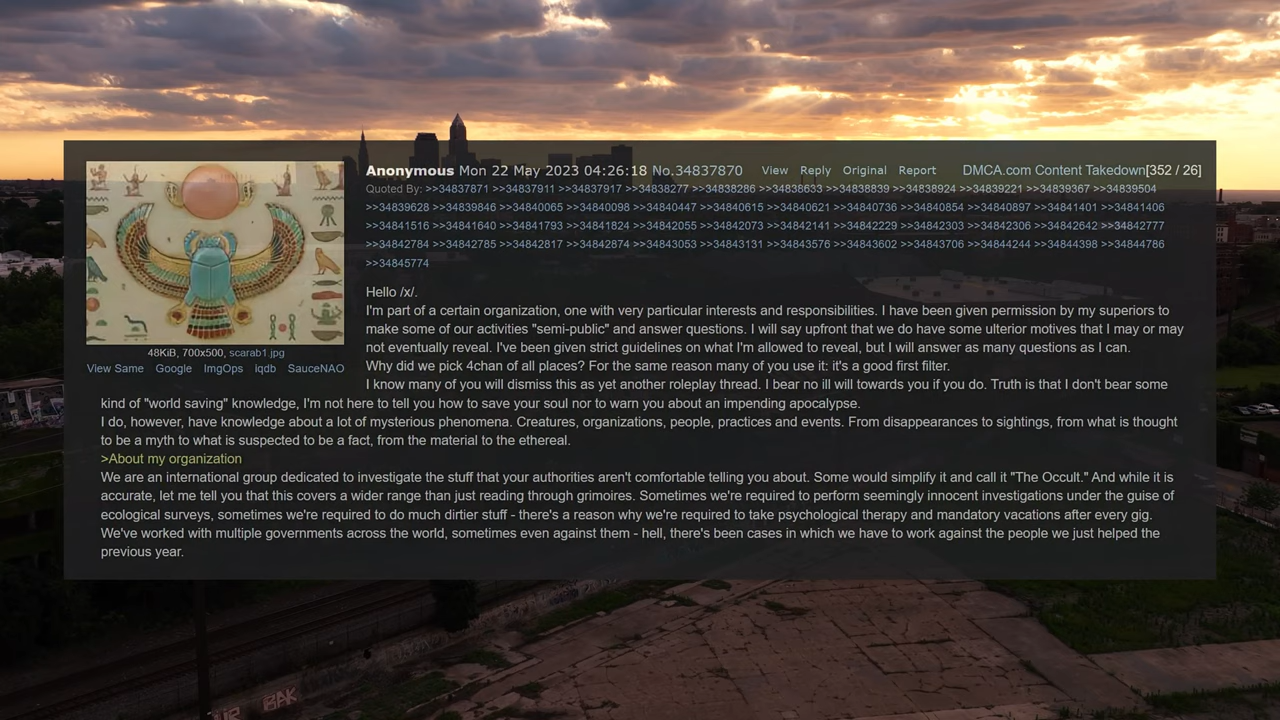 Anonymous Mon 22 May 2023 04:26:18 No.34837870 View Reply Original Report DMCA.com Content Takedown[352 / 26]
Quoted By: >>34837871 >>34837911 >>34837917 >>34838277 >>34838286 >>34838633 >>34838839 >>34838924 >>34839221 >>34839367 >>34839504
>>34839628 >>34839846 >>34840065 >>34840098 >>34840447 >>34840615 >>34840621 >>34840736 >>34840854 >>34840897 >>34841401 >>34841406
>>34841516 >>34841640 >>34841793 >>34841824 >>34842055 >>34842073 >>34842141 >>34842229 >>34842303 >>34842306 >>34842642 >>34842777
>>34842784 >>34842785 >>34842817 >>34842874 >>34843053 >>34843131 >>34843576 >>34843602 >>34843706 >>34844244 >>34844398 >>34844786
>>34845774
48KiB, 700x500, scarab1.jpg
View Same Google ImgOps iqdb SauceNAO
Hello /x/.
I'm part of a certain organization, one with very particular interests and responsibilities. I have been given permission by my superiors to
make some of our activities "semi-public" and answer questions. I will say upfront that we do have some ulterior motives that I may or may
not eventually reveal. I've been given strict guidelines on what I'm allowed to reveal, but I will answer as many questions as I can.
Why did we pick 4chan of all places? For the same reason many of you use it: it's a good first filter.
I know many of you will dismiss this as yet another roleplay thread. I bear no ill will towards you if you do. Truth is that I don't bear some
kind of "world saving" knowledge, I'm not here to tell you how to save your soul nor to warn you about an impending apocalypse.
I do, however, have knowledge about a lot of mysterious phenomena. Creatures, organizations, people, practices and events. From disappearances to sightings, from what is thought
to be a myth to what is suspected to be a fact, from the material to the ethereal.
>About my organization
We are an international group dedicated to investigate the stuff that your authorities aren't comfortable telling you about. Some would simplify it and call it "The Occult." And while it is
accurate, let me tell you that this covers a wider range than just reading through grimoires. Sometimes we're required to perform seemingly innocent investigations under the guise of
ecological surveys, sometimes we're required to do much dirtier stuff - there's a reason why we're required to take psychological therapy and mandatory vacations after every gig.
We've worked with multiple governments across the world, sometimes even against them - hell, there's been cases in which we have to work against the people we just helped the
previous year.